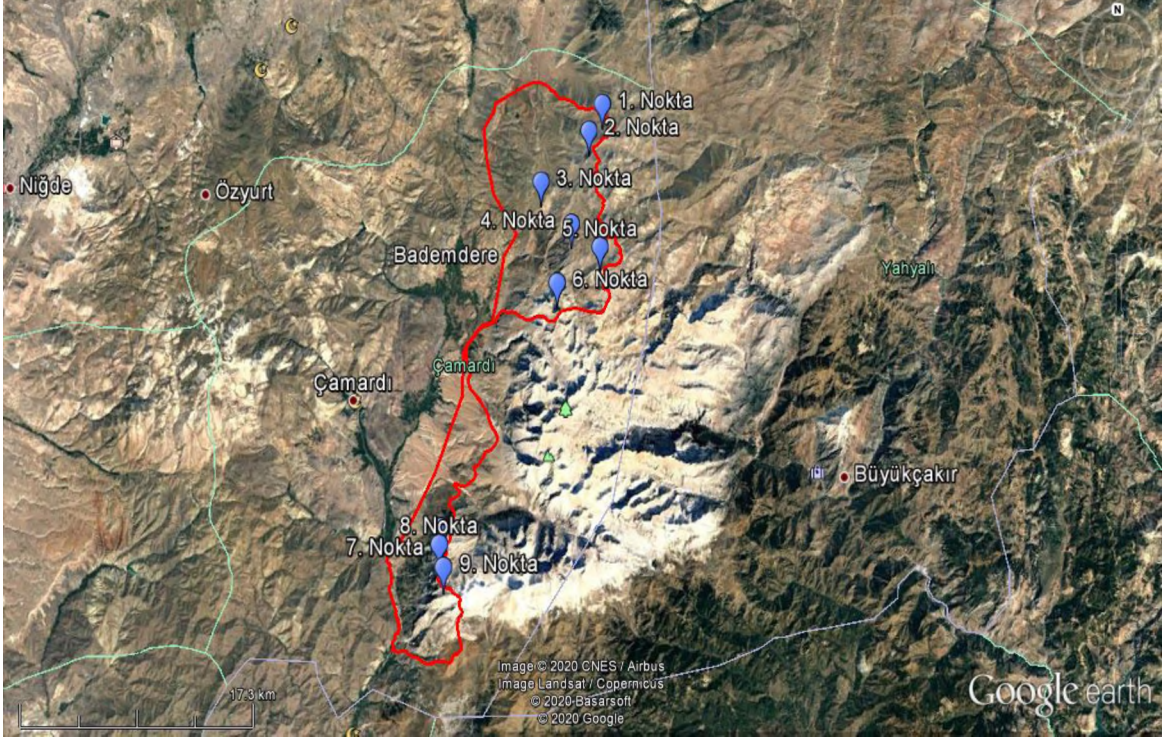 N
1. Nokta
2. Nokta
Niğde
Özyurt
3. Nokta
4. Nokta
5. Nokta
Bademdere
6. Nokta
Yahyalı
Çamardı
Çamardı
Büyükçakır
8. Nokta
7. Nokta
9. Nokta
Image © 2020 CNES / Airbus
Image Landsat / Copernicus
© 2020 Basarsoft
© 2020 Google
17.3 km
Google earth